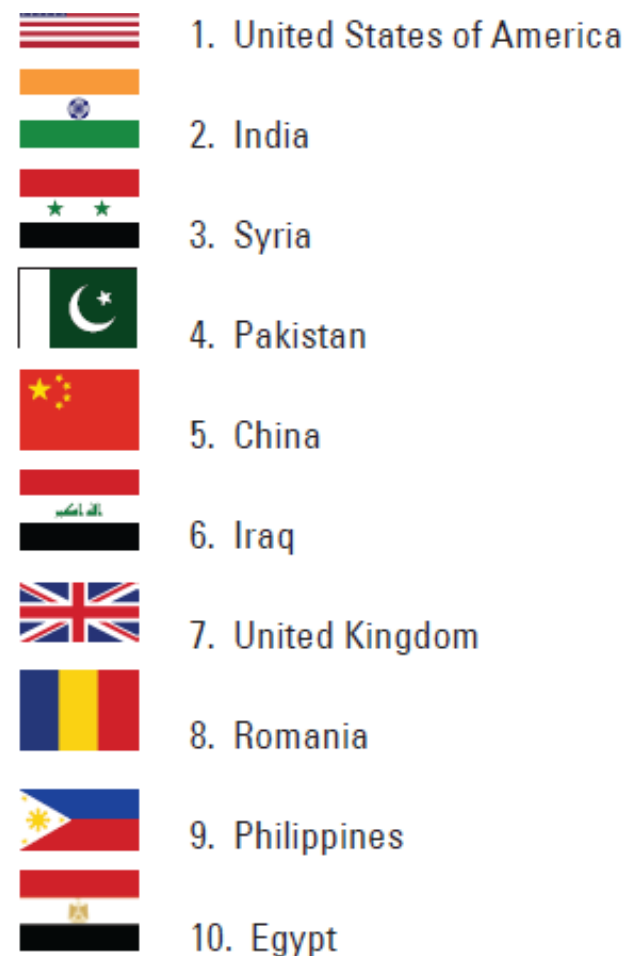 1. United States of America
2. India
3. Syria
4. Pakistan
5. China
6. Iraq
7. United Kingdom
8. Romania
9. Philippines
10. Egypt